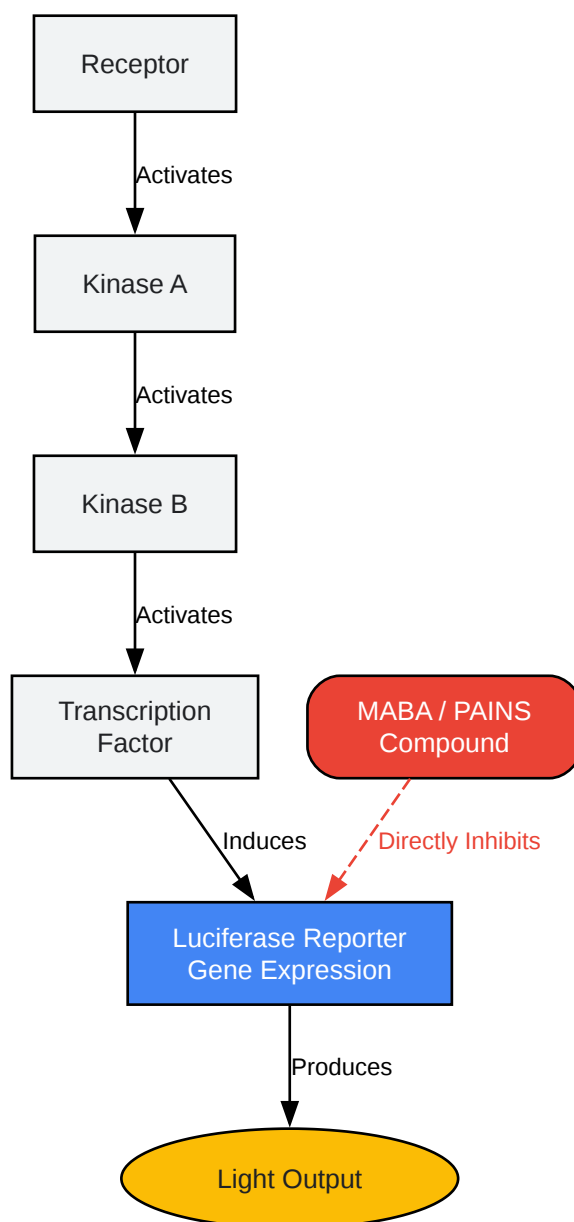 Receptor
Activates
Kinase A
Activates
Kinase B
Activates
Transcription
Factor
MABA / PAINS
Compound
Induces
Directly Inhibits
Luciferase Reporter
Gene Expression
Produces
Light Output